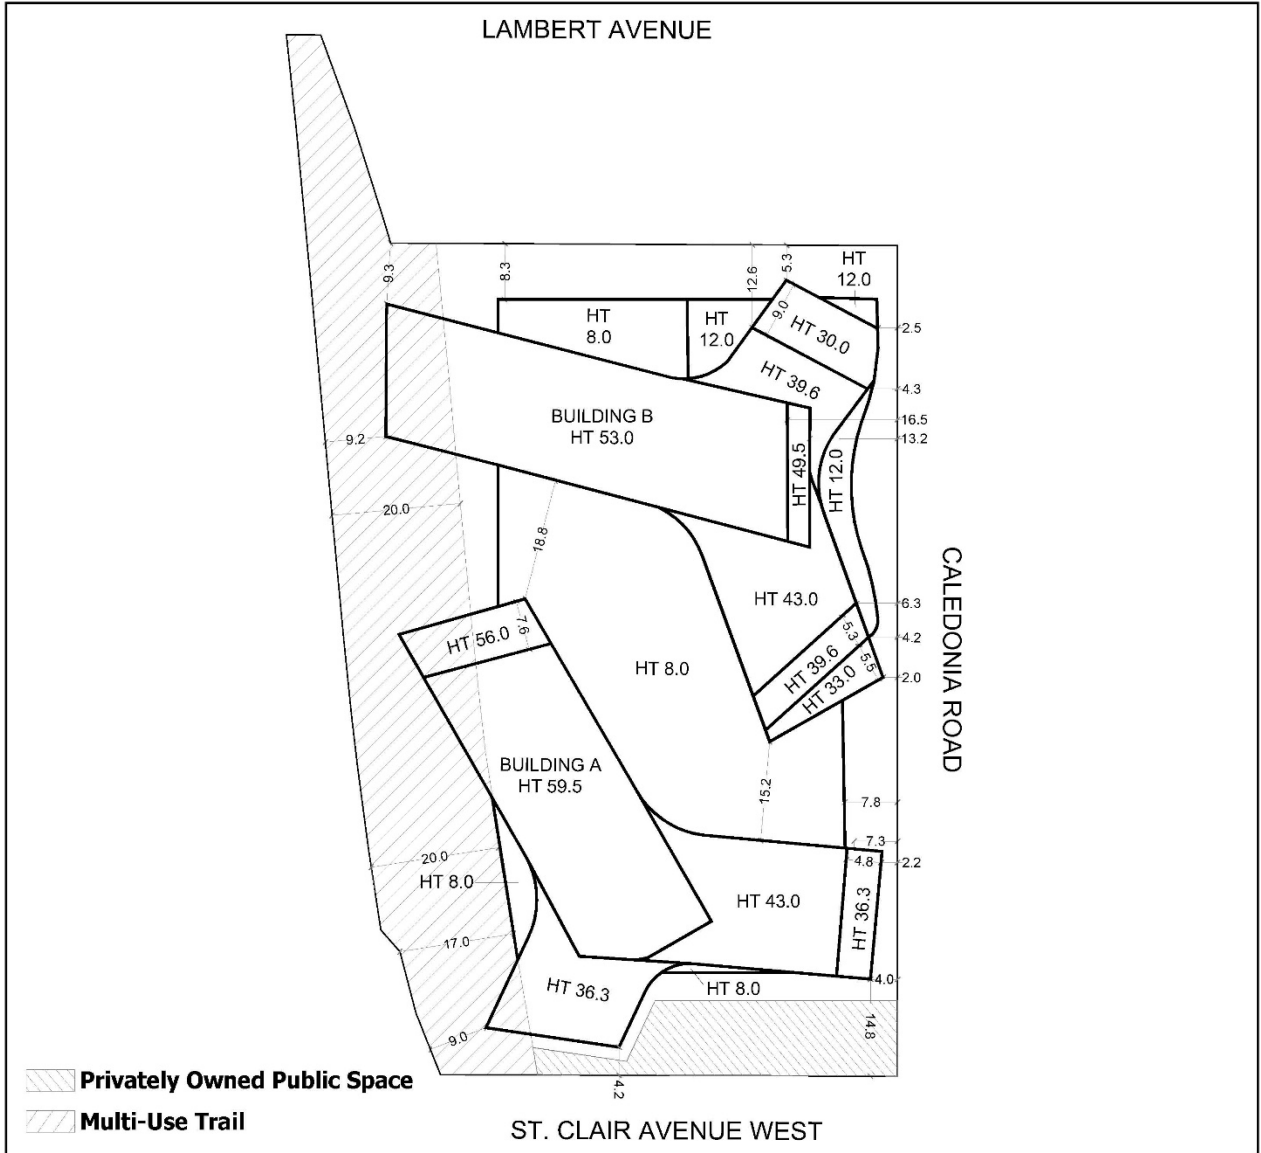 LAMBERT AVENUE
HT
12.0
5.3
9.3
8.3
12.6
9.0
HT
8.0
HT
12.0
HT 30.0
2.5
HT 39.6
4.3
16.5
13.2
BUILDING B
HT 53.0
9.2
HT 49.5
HT 12.0
20.0
18.8
CALEDONIA ROAD
HT 43.0
6.3
7.6
5.3
4.2
HT 56.0
HT 39.6
5.5
HT 8.0
HT 33.0
2.0
BUILDING A
HT 59.5
15.2
7.8
7.3
4.8
2.2
20.0
HT 8.0
HT 43.0
HT 36.3
17.0
4.0
HT 36.3
HT 8.0
14.8
9.0
4.2
Privately Owned Public Space
Multi-Use Trail
ST. CLAIR AVENUE WEST